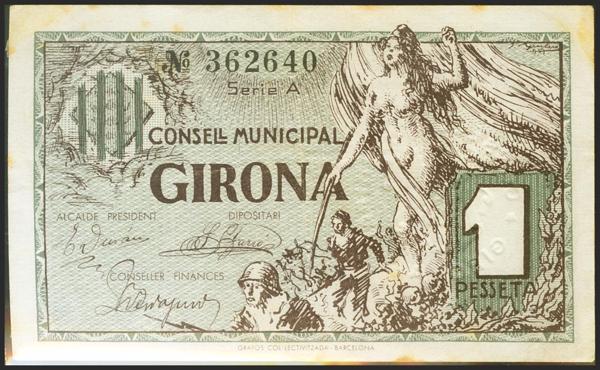 No 362640
Serie A
CONSELL MUNICIPAL
GIRONA
ALCALDE PRESIDENT DIPOSITARI
CONSELLER FINANCES
1
PESSETA
GRAFOS COL·LECTIVITZADA - BARCELONA